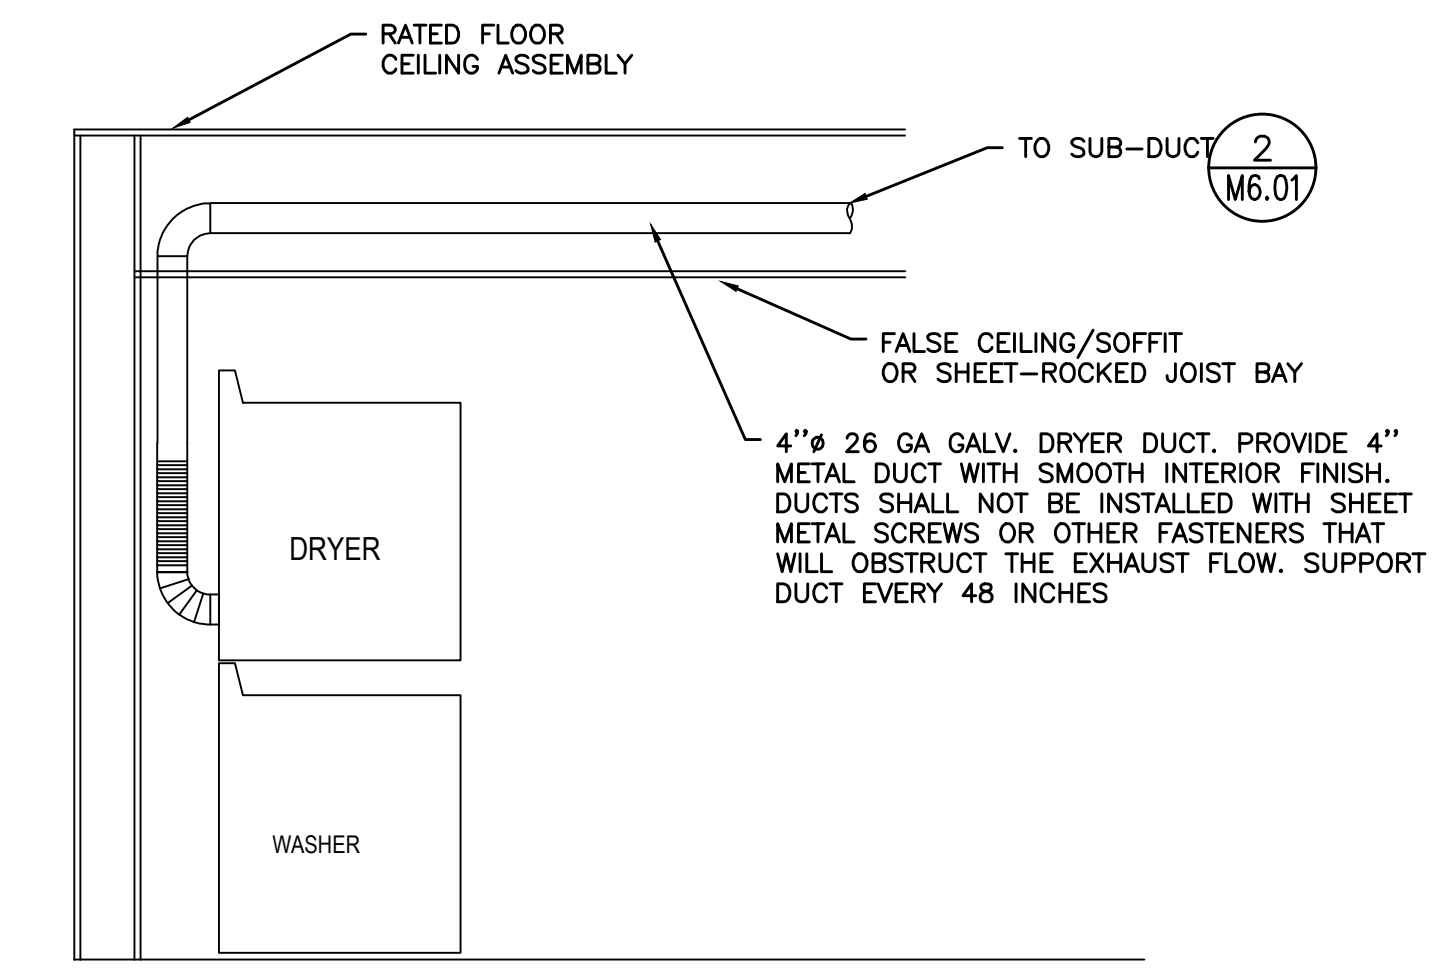 RATED FLOOR
CEILING ASSEMBLY
TO SUB-DUCT
2
M6.01
FALSE CEILING/SOFFIT
OR SHEET-ROCKED JOIST BAY
4''ø 26 GA GALV. DRYER DUCT. PROVIDE 4''
METAL DUCT WITH SMOOTH INTERIOR FINISH.
DUCTS SHALL NOT BE INSTALLED WITH SHEET
METAL SCREWS OR OTHER FASTENERS THAT
WILL OBSTRUCT THE EXHAUST FLOW. SUPPORT
DUCT EVERY 48 INCHES
DRYER
WASHER